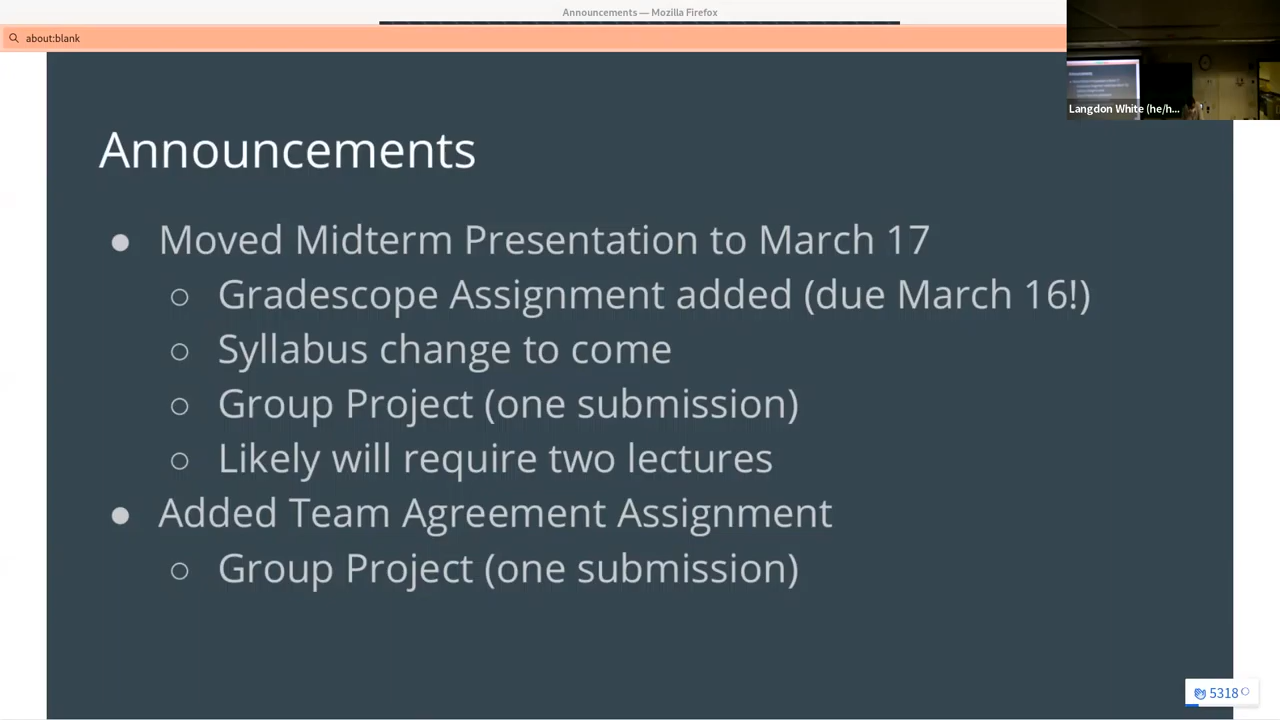 Announcements — Mozilla Firefox
about:blank
Langdon White (he/h...
Announcements
● Moved Midterm Presentation to March 17
○ Gradescope Assignment added (due March 16!)
○ Syllabus change to come
○ Group Project (one submission)
○ Likely will require two lectures
● Added Team Agreement Assignment
○ Group Project (one submission)
5318